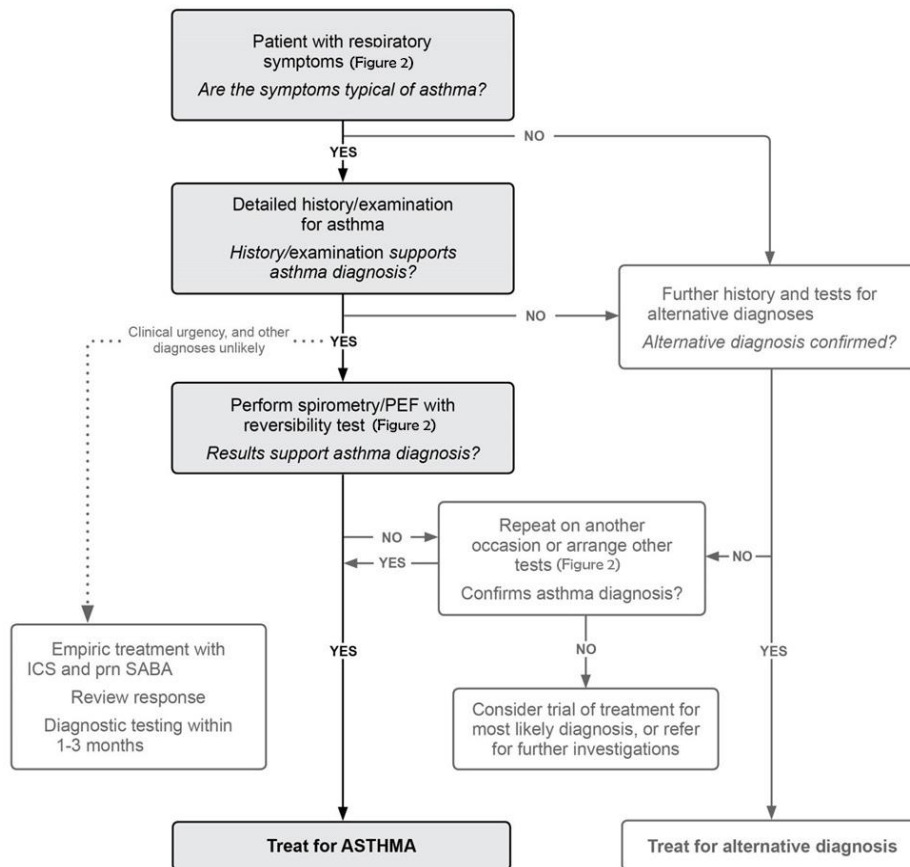 Patient with respiratory
symptoms (Figure 2)
Are the symptoms typical of asthma?
NO
YES
Detailed history/examination
for asthma
History/examination supports
asthma diagnosis?
Further history and tests for
alternative diagnoses
Alternative diagnosis confirmed?
NO
Clinical urgency, and other
diagnoses unlikely
YES
Perform spirometry/PEF with
reversibility test (Figure 2)
Results support asthma diagnosis?
Repeat on another
occasion or arrange other
tests (Figure 2)
Confirms asthma diagnosis?
NO
YES
NO
Empiric treatment with
ICS and prn SABA
Review response
Diagnostic testing within
1-3 months
YES
NO
YES
Consider trial of treatment for
most likely diagnosis, or refer
for further investigations
Treat for ASTHMA
Treat for alternative diagnosis